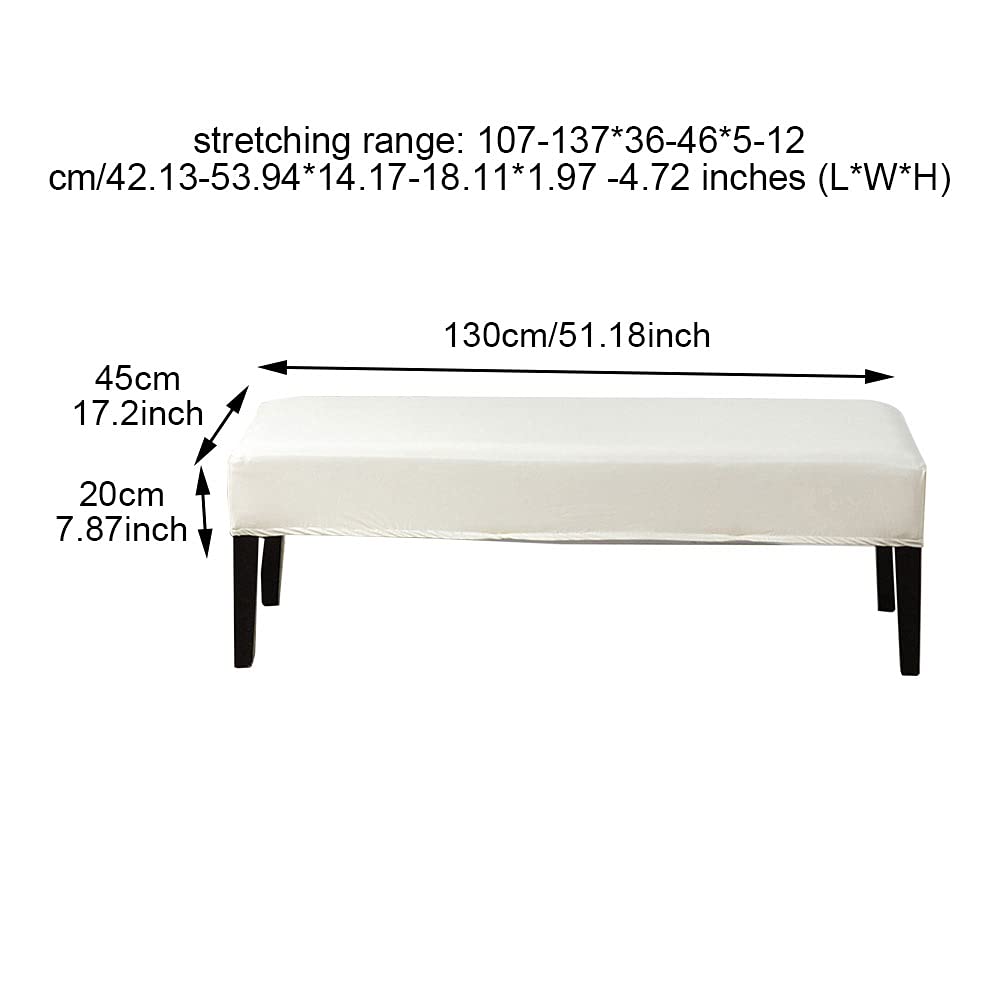 stretching range: 107-137*36-46*5-12
cm/42.13-53.94*14.17-18.11*1.97 -4.72 inches (L*W*H)
130cm/51.18inch
45cm
17.2inch
20cm
7.87inch